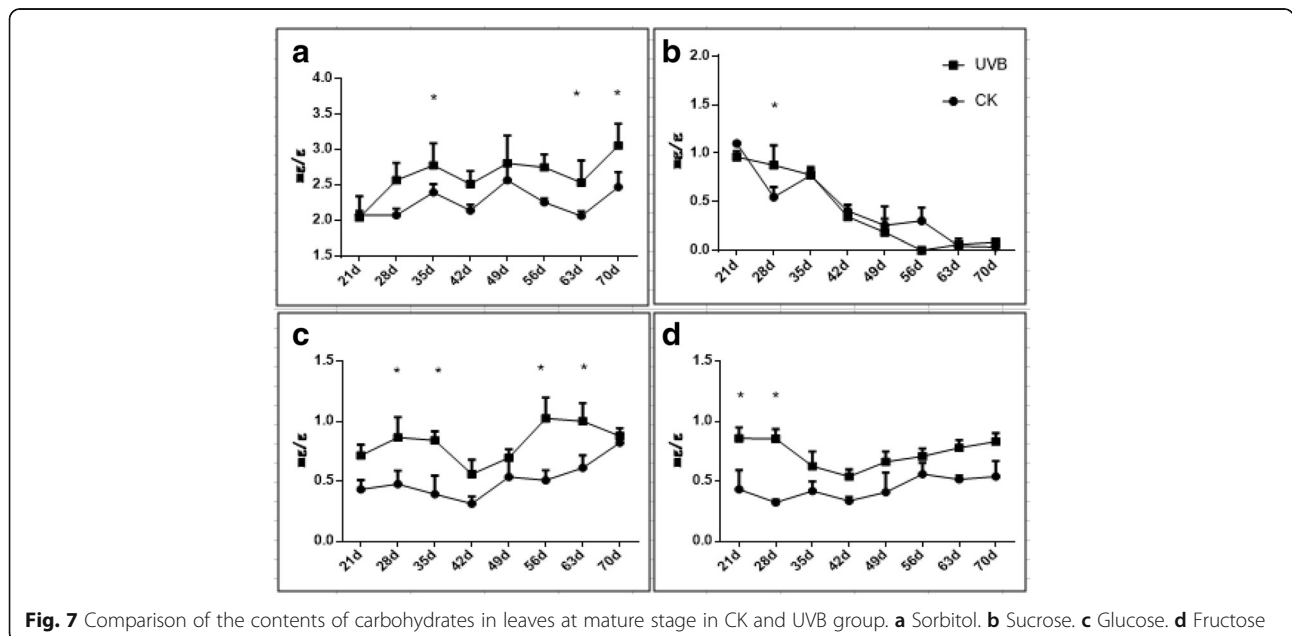 a
4.0
3.5
3.0
2.5
2.0
1.5
* * *
21d 28d 35d 42d 49d 56d 63d 70d
b
2.0
1.5
1.0
0.5
0.0
*
UVB
CK
21d 28d 35d 42d 49d 56d 63d 70d
c
1.5
1.0
0.5
0.0
* * * *
21d 28d 35d 42d 49d 56d 63d 70d
d
1.5
1.0
0.5
0.0
* *
21d 28d 35d 42d 49d 56d 63d 70d
Fig. 7 Comparison of the contents of carbohydrates in leaves at mature stage in CK and UVB group. a Sorbitol. b Sucrose. c Glucose. d Fructose